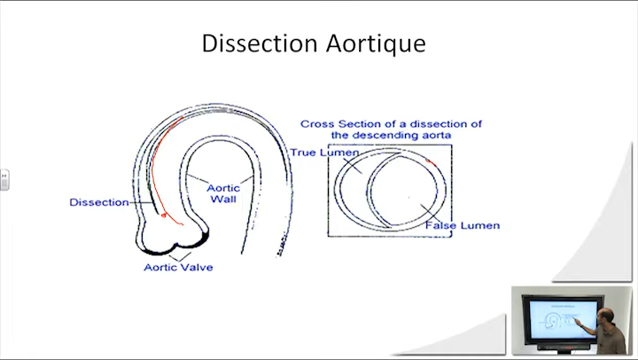 Dissection Aortique
Cross Section of a dissection of
the descending aorta
True Lumen
Aortic
Wall
Dissection
False Lumen
Aortic Valve